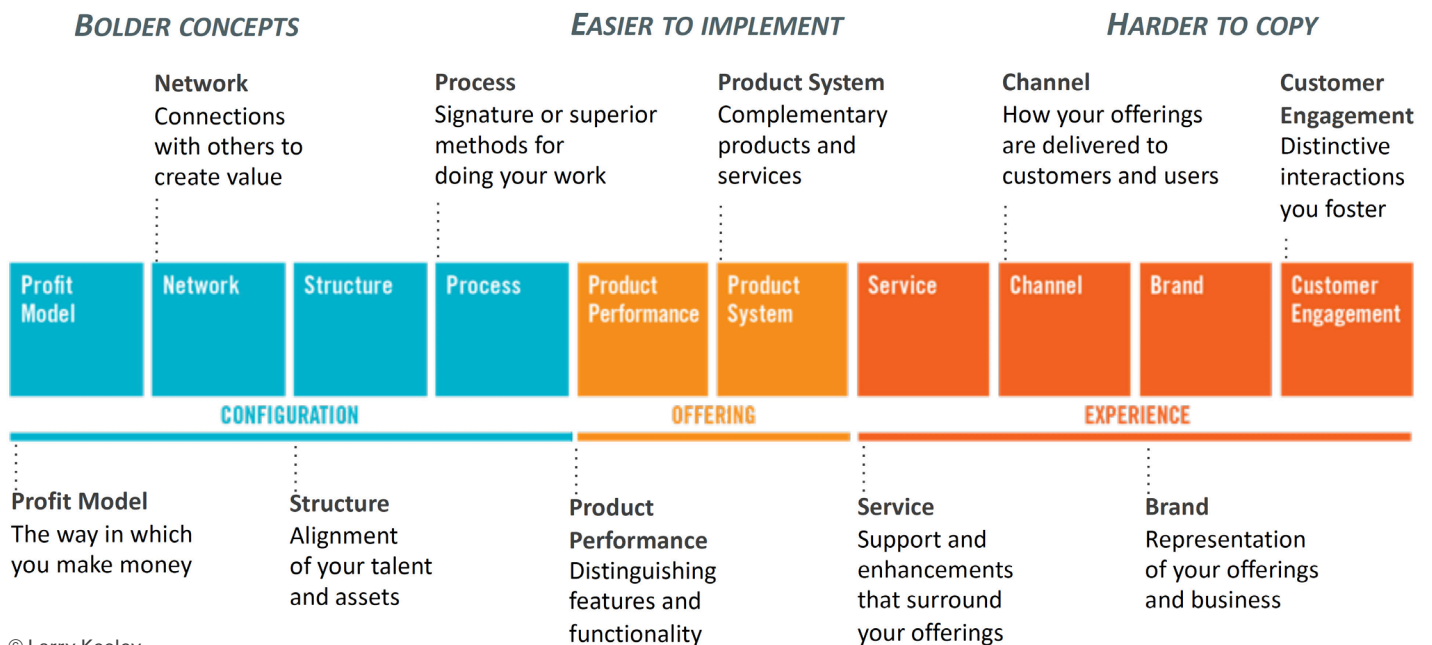 BOLDER CONCEPTS
EASIER TO IMPLEMENT
HARDER TO COPY
Network
Connections
with others to
create value
Process
Signature or superior
methods for
doing your work
Product System
Complementary
products and
services
Channel
How your offerings
are delivered to
customers and users
Customer
Engagement
Distinctive
interactions
you foster
Profit
Model
Network
Structure
Process
Product
Performance
Product
System
Service
Channel
Brand
Customer
Engagement
CONFIGURATION
OFFERING
EXPERIENCE
Profit Model
The way in which
you make money
Structure
Alignment
of your talent
and assets
Product
Performance
Distinguishing
features and
functionality
Service
Support and
enhancements
that surround
your offerings
Brand
Representation
of your offerings
and business
© Larry Keeley